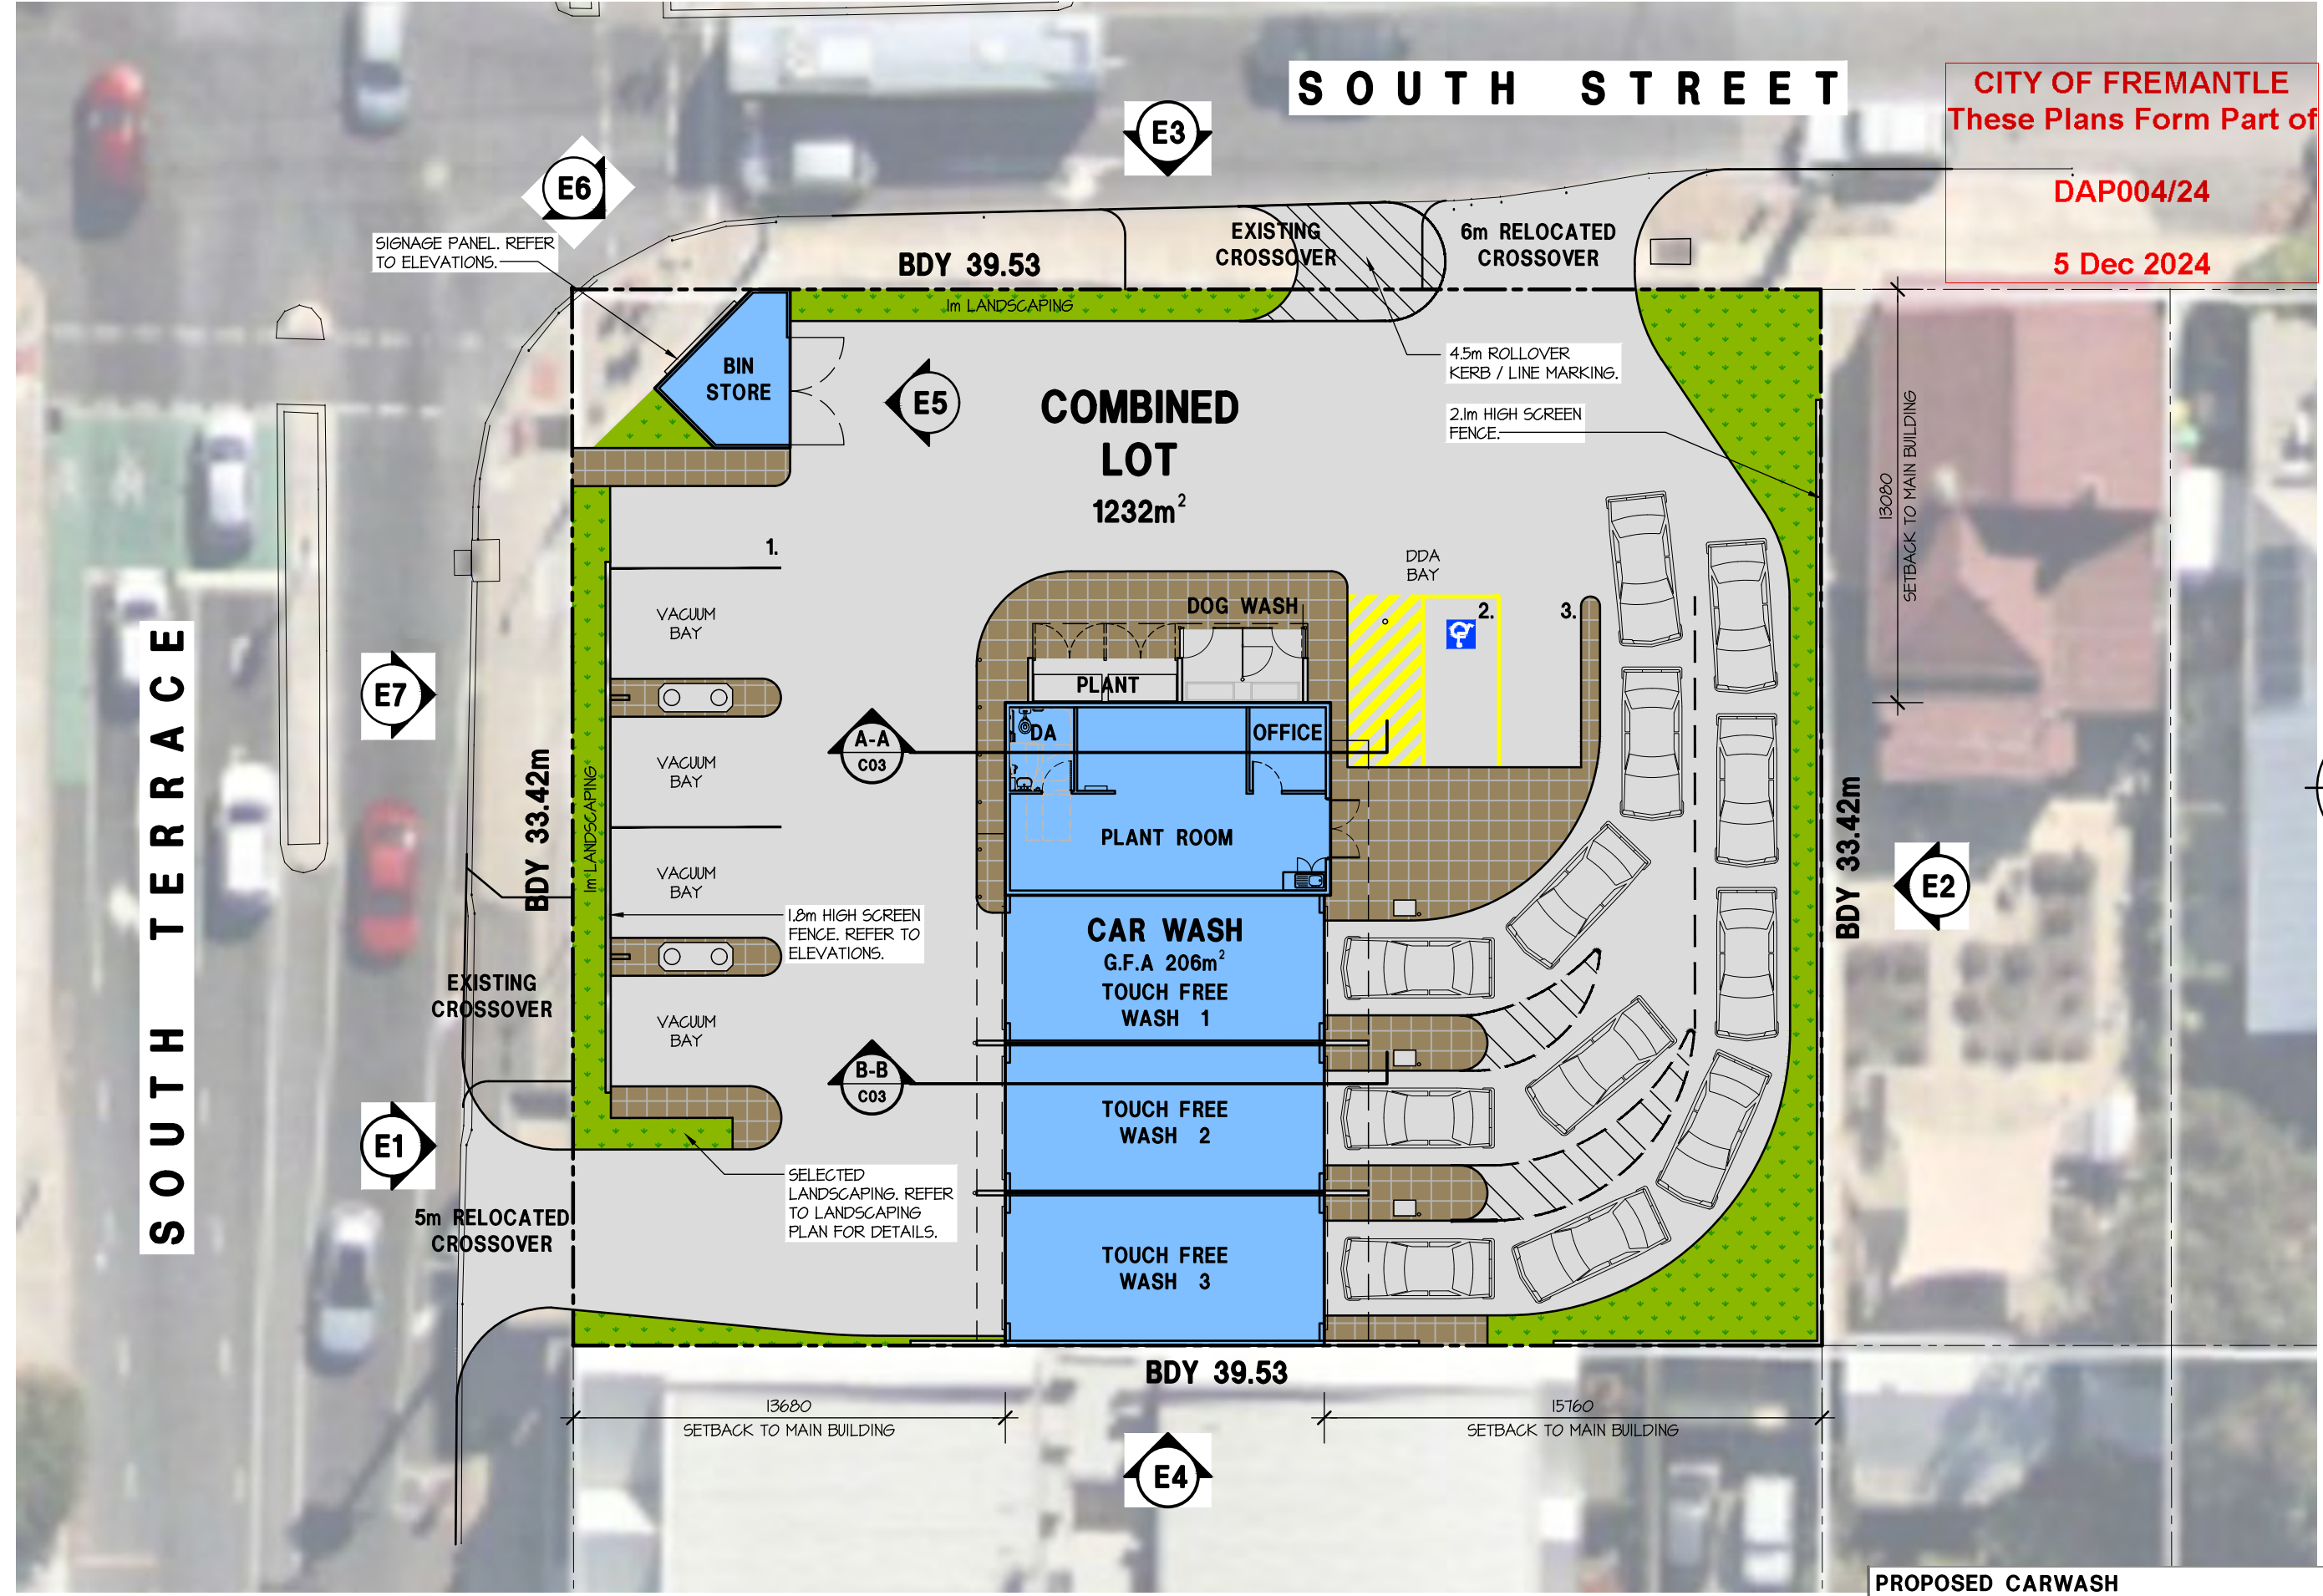 SOUTH STREET
CITY OF FREMANTLE
These Plans Form Part of
DAP004/24
5 Dec 2024
E3
E6
SIGNAGE PANEL. REFER
TO ELEVATIONS.
BDY 39.53
EXISTING
CROSSOVER
6m RELOCATED
CROSSOVER
1m LANDSCAPING
BIN
STORE
E5
4.5m ROLLOVER
KERB / LINE MARKING.
2.1m HIGH SCREEN
FENCE.
COMBINED
LOT
1232m²
13080
SETBACK TO MAIN BUILDING
1.
DDA
BAY
VACUUM
BAY
DOG WASH
2.
3.
E7
PLANT
A-A
C03
DA
OFFICE
VACUUM
BAY
SOUTH TERRACE
BDY 33.42m
1m LANDSCAPING
PLANT ROOM
BDY 33.42m
E2
VACUUM
BAY
1.8m HIGH SCREEN
FENCE. REFER TO
ELEVATIONS.
CAR WASH
G.F.A 206m²
TOUCH FREE
WASH 1
EXISTING
CROSSOVER
VACUUM
BAY
B-B
C03
TOUCH FREE
WASH 2
E1
SELECTED
LANDSCAPING. REFER
TO LANDSCAPING
PLAN FOR DETAILS.
5m RELOCATED
CROSSOVER
TOUCH FREE
WASH 3
BDY 39.53
13680
SETBACK TO MAIN BUILDING
15760
SETBACK TO MAIN BUILDING
E4
PROPOSED CARWASH